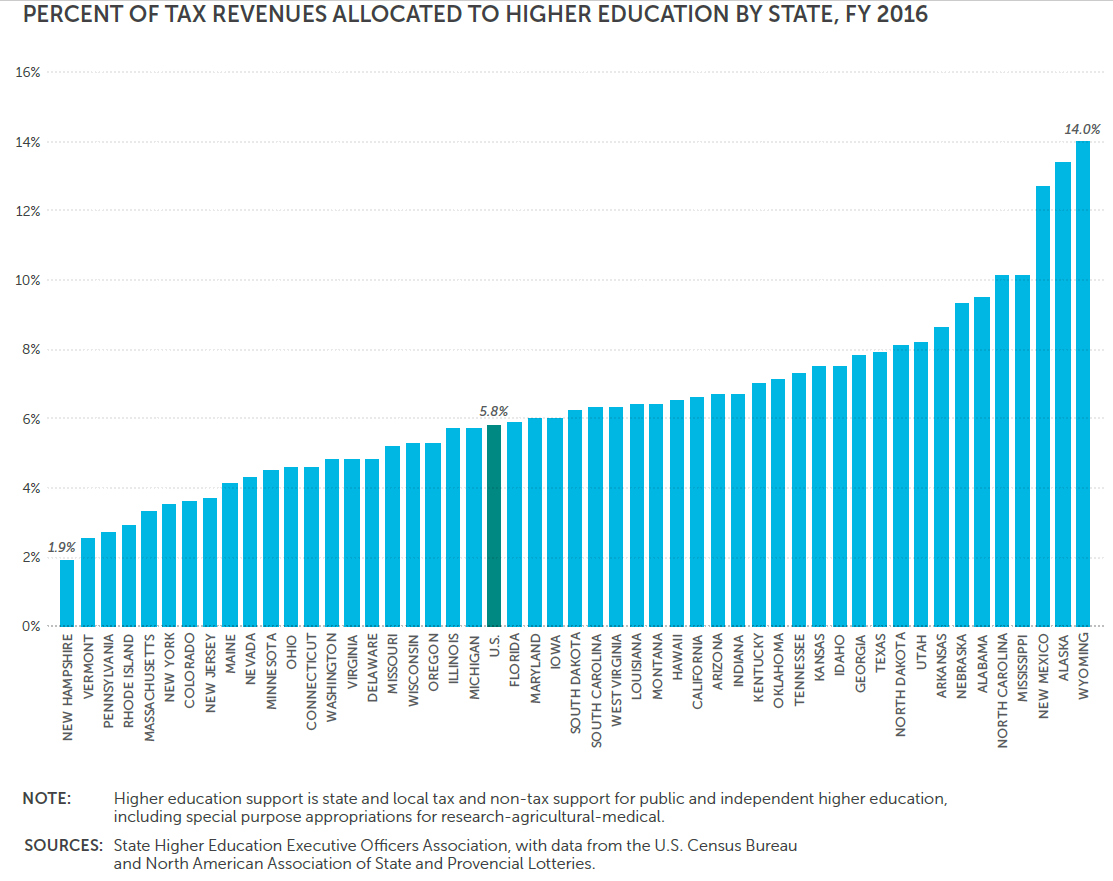 PERCENT OF TAX REVENUES ALLOCATED TO HIGHER EDUCATION BY STATE, FY 2016
16%
14%
12%
10%
8%
6%
4%
2%
0%
1.9%
5.8%
14.0%
NEW HAMPSHIRE
VERMONT
PENNSYLVANIA
RHODE ISLAND
MASSACHUSETTS
NEW YORK
COLORADO
NEW JERSEY
MAINE
NEVADA
MINNESOTA
OHIO
CONNECTICUT
WASHINGTON
VIRGINIA
DELAWARE
MISSOURI
WISCONSIN
OREGON
ILLINOIS
MICHIGAN
U.S.
FLORIDA
MARYLAND
IOWA
SOUTH DAKOTA
SOUTH CAROLINA
WEST VIRGINIA
LOUISIANA
MONTANA
HAWAII
CALIFORNIA
ARIZONA
INDIANA
KENTUCKY
OKLAHOMA
TENNESSEE
KANSAS
IDAHO
GEORGIA
TEXAS
NORTH DAKOTA
UTAH
ARKANSAS
NEBRASKA
ALABAMA
NORTH CAROLINA
MISSISSIPPI
NEW MEXICO
ALASKA
WYOMING
NOTE: Higher education support is state and local tax and non-tax support for public and independent higher education,
including special purpose appropriations for research-agricultural-medical.
SOURCES: State Higher Education Executive Officers Association, with data from the U.S. Census Bureau
and North American Association of State and Provencial Lotteries.